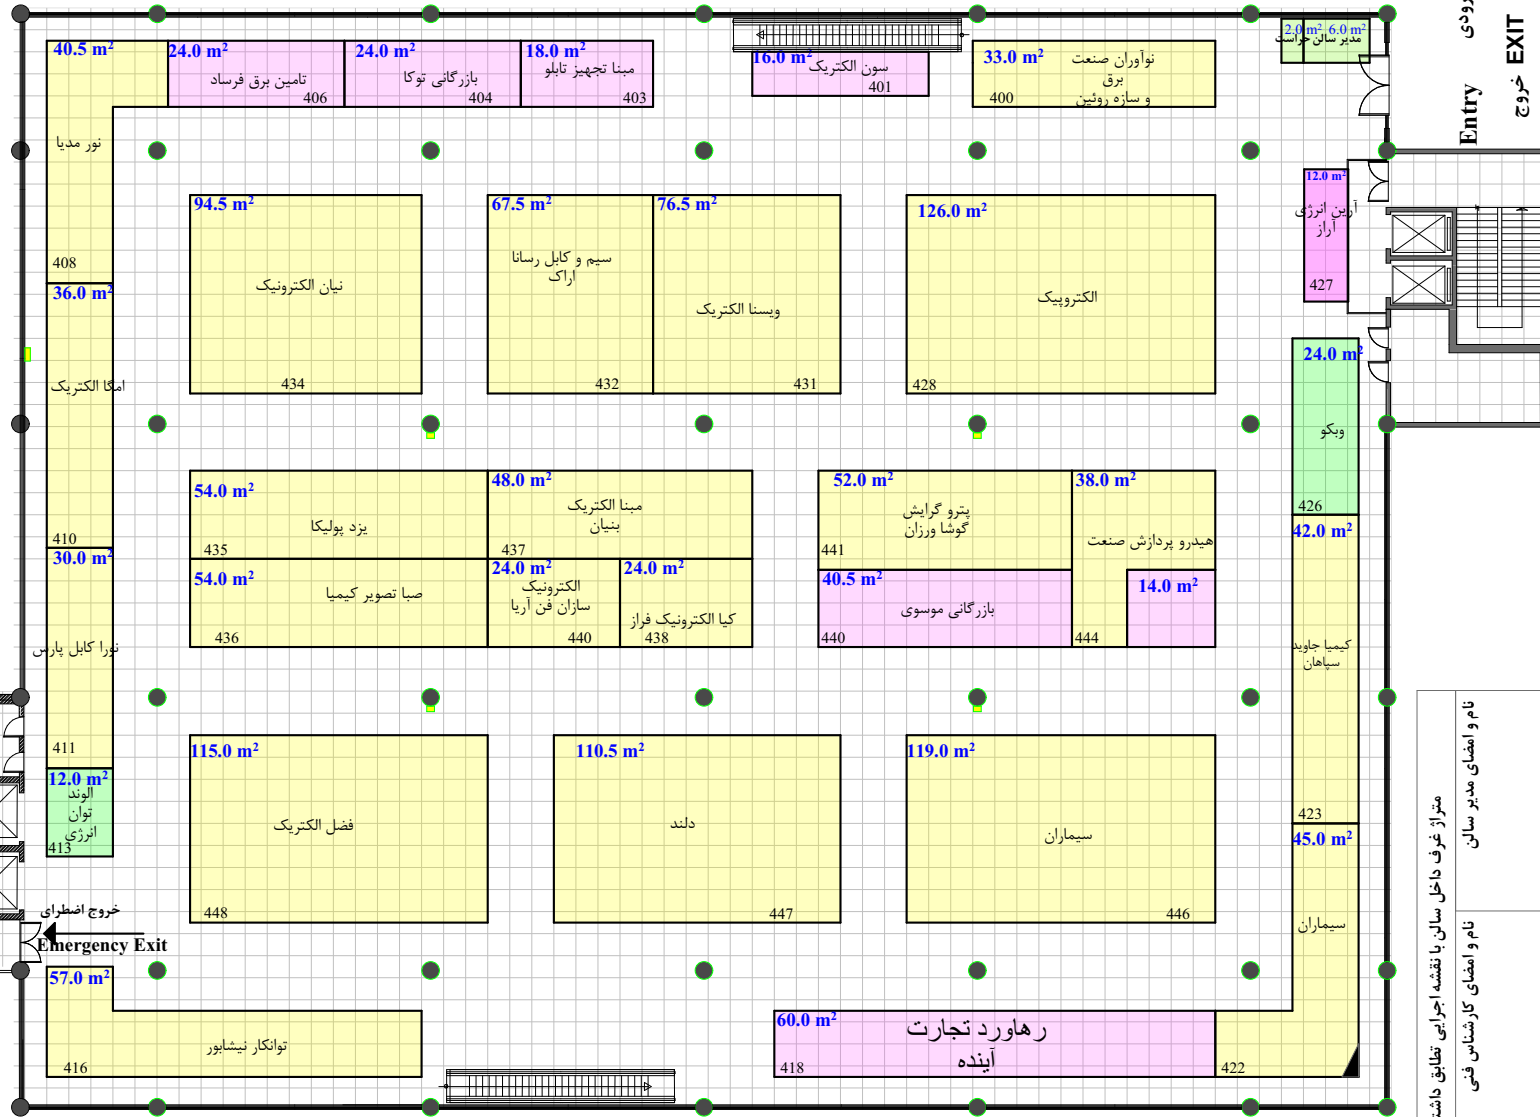 40.5 m²
نور مدیا
408
24.0 m²
تامین برق فرساد
406
24.0 m²
بازرگانی توکا
404
18.0 m²
مبنا تجهیز تابلو
403
16.0 m²
سون الکتریک
401
33.0 m²
نوآوران صنعت
برق
و سازه روئین
400
2.0 m² 6.0 m²
مدیر سالن حراست
Entry
خروج EXIT
36.0 m²
امگا الکتریک
410
94.5 m²
نیان الکترونیک
434
67.5 m²
سیم و کابل رسانا
اراک
432
76.5 m²
ویسنا الکتریک
431
126.0 m²
الکتروپیک
428
12.0 m²
آرین انرژی
آراز
427
24.0 m²
وبکو
426
30.0 m²
نورا کابل پارس
411
54.0 m²
یزد پولیکا
435
48.0 m²
مبنا الکتریک
بنیان
437
54.0 m²
صبا تصویر کیمیا
436
24.0 m²
الکترونیک
سازان فن آریا
440
24.0 m²
کیا الکترونیک فراز
438
52.0 m²
پترو گرایش
گوشا ورزان
441
38.0 m²
هیدرو پردازش صنعت
444
40.5 m²
بازرگانی موسوی
440
14.0 m²
42.0 m²
کیمیا جاوید
سپاهان
423
12.0 m²
الوند
توان
انرژی
413
115.0 m²
فضل الکتریک
448
110.5 m²
دلند
447
119.0 m²
سیماران
446
45.0 m²
سیماران
422
خروج اضطرای
Emergency Exit
57.0 m²
توانکار نیشابور
416
60.0 m²
رهاورد تجارت
آینده
418
متراژ غرف داخل سالن با نقشه اجرایی تطابق
نام و امضای مدیر سالن
نام و امضای کارشناس فنی